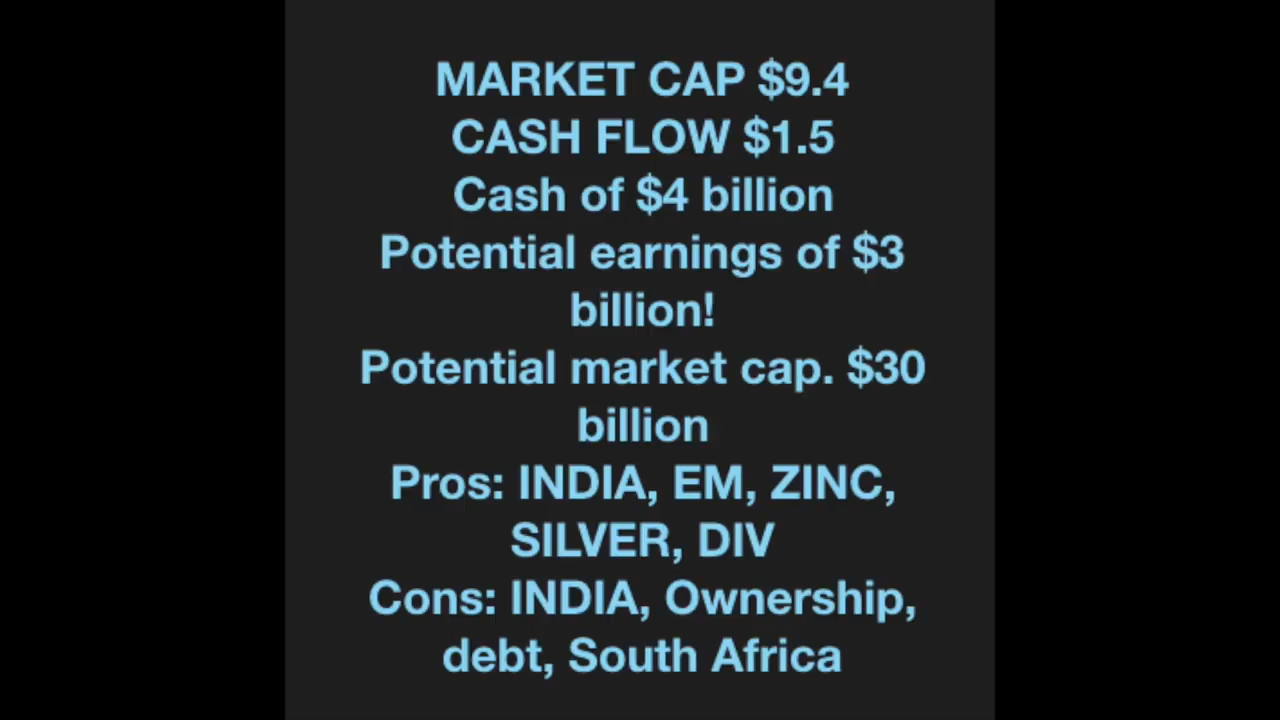 MARKET CAP $9.4
CASH FLOW $1.5
Cash of $4 billion
Potential earnings of $3
billion!
Potential market cap. $30
billion
Pros: INDIA, EM, ZINC,
SILVER, DIV
Cons: INDIA, Ownership,
debt, South Africa